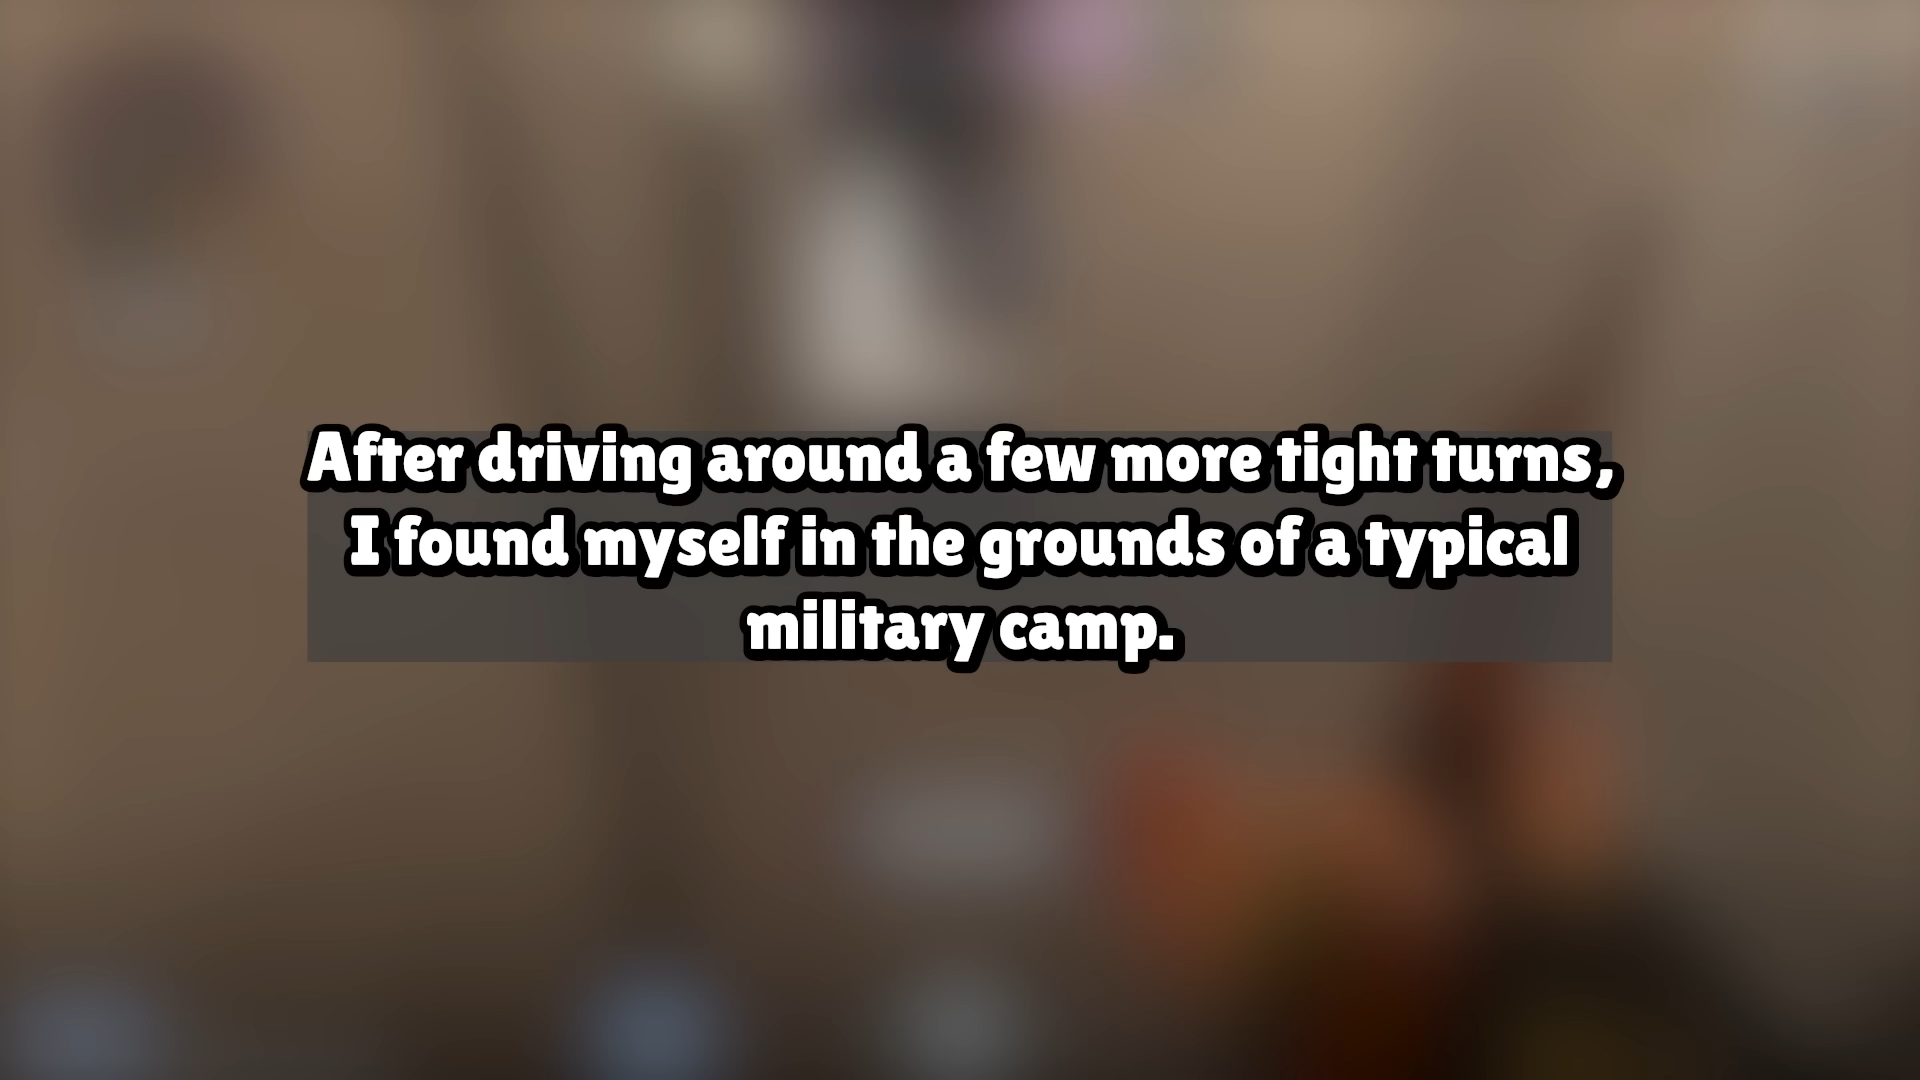 After driving around a few more tight turns,
I found myself in the grounds of a typical
military camp.